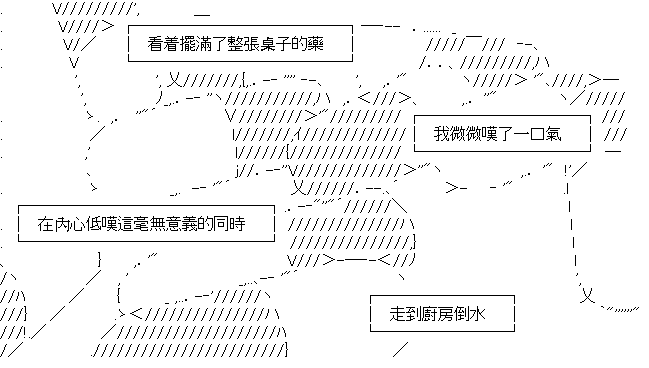 看着擺滿了整張桌子的藥
我微微嘆了一口氣
在內心低嘆這毫無意義的同時
走到廚房倒水